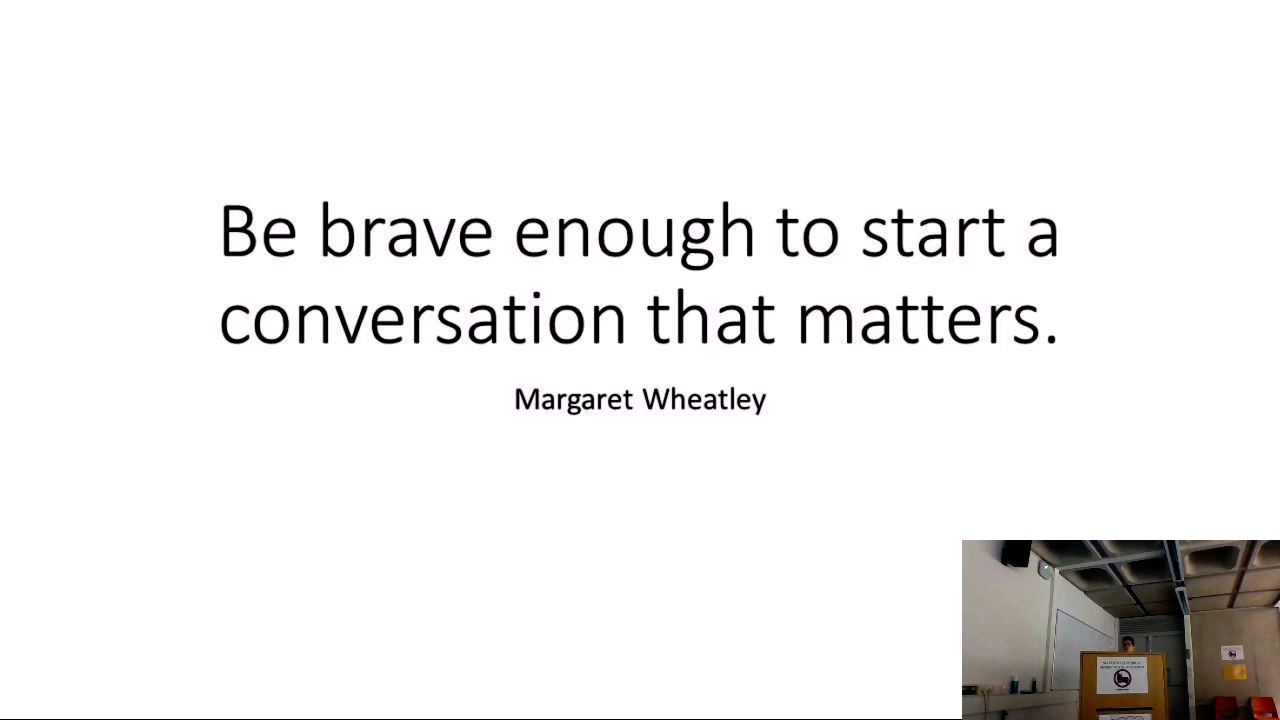 Be brave enough to start a
conversation that matters.
Margaret Wheatley